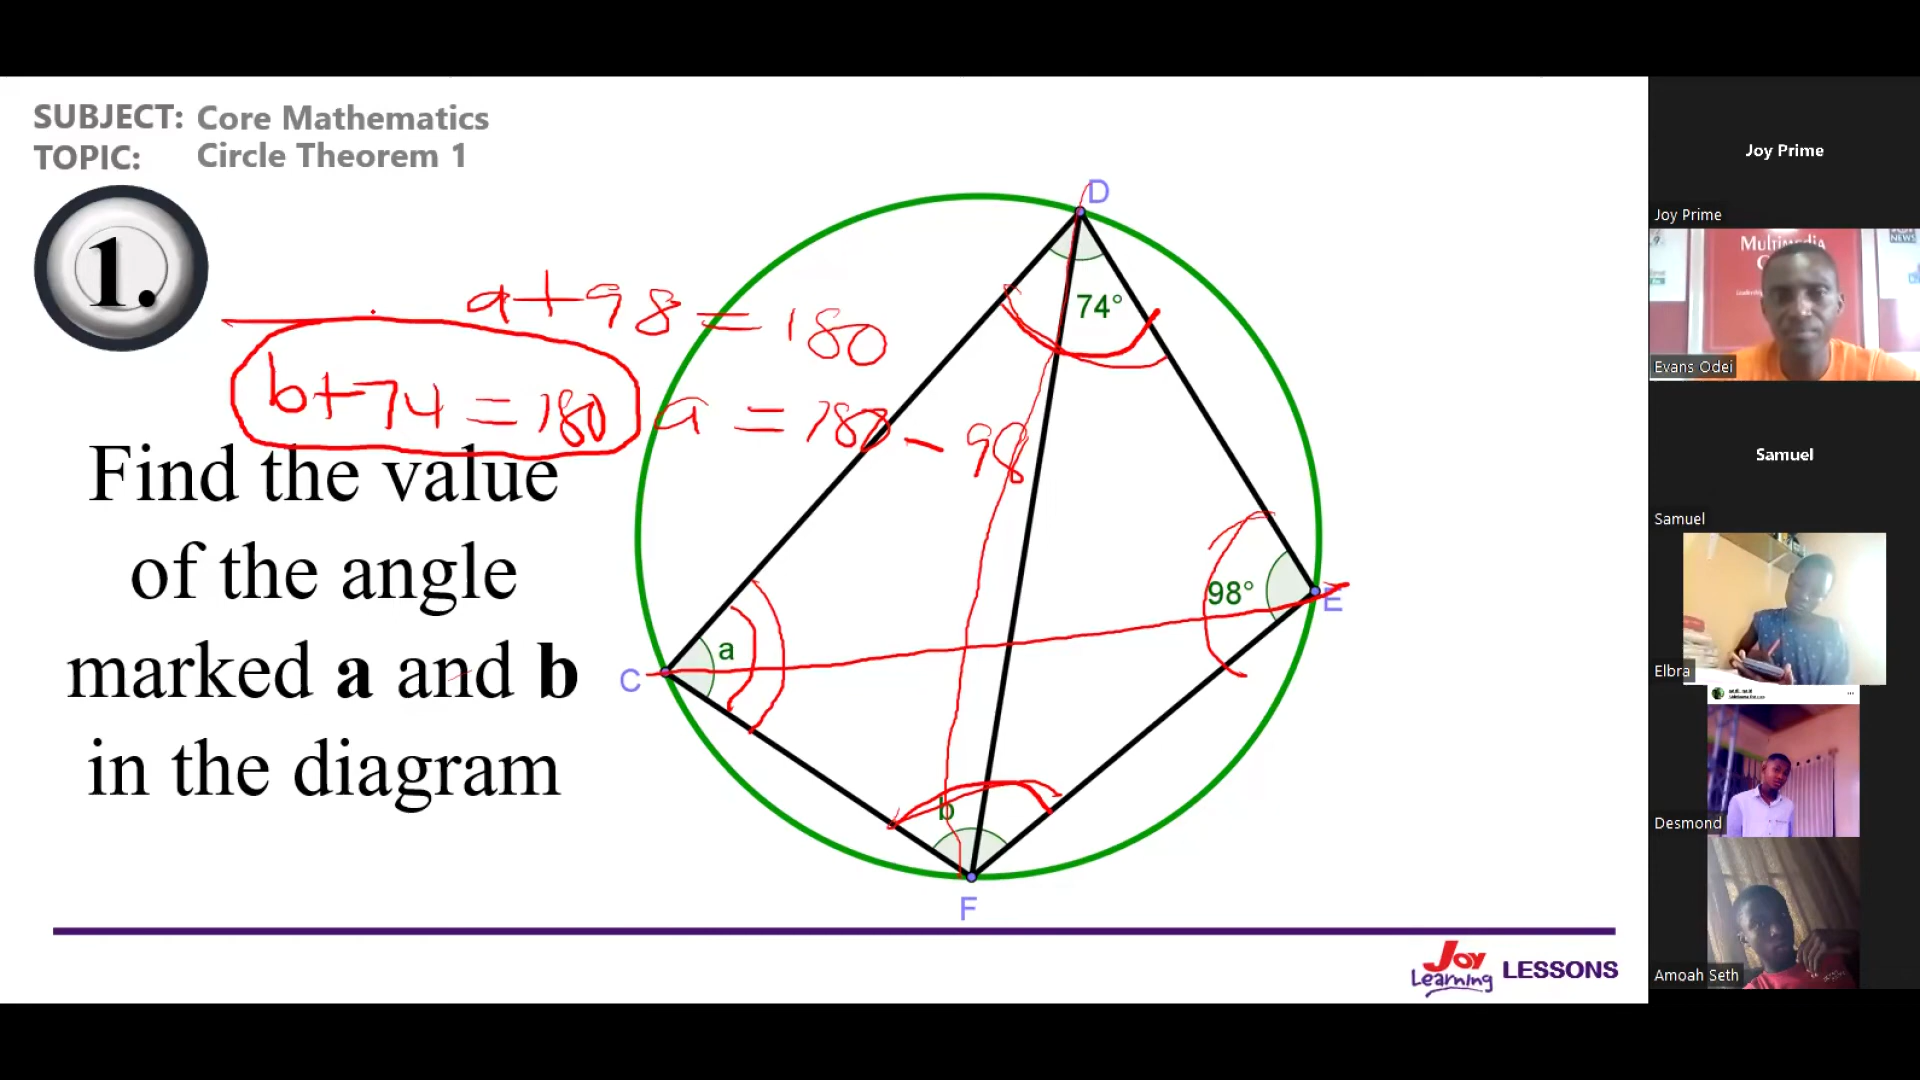 SUBJECT: Core Mathematics
TOPIC: Circle Theorem 1
1.
a+98 = 180
b+74 = 180
a = 180 - 98
Find the value
of the angle
marked a and b
in the diagram
D
74°
98°
E
a
C
b
F
Joy Learning LESSONS
Joy Prime
Joy Prime
Multimedia
NEWS
Evans Odei
Samuel
Samuel
Elbra
Desmond
Amoah Seth